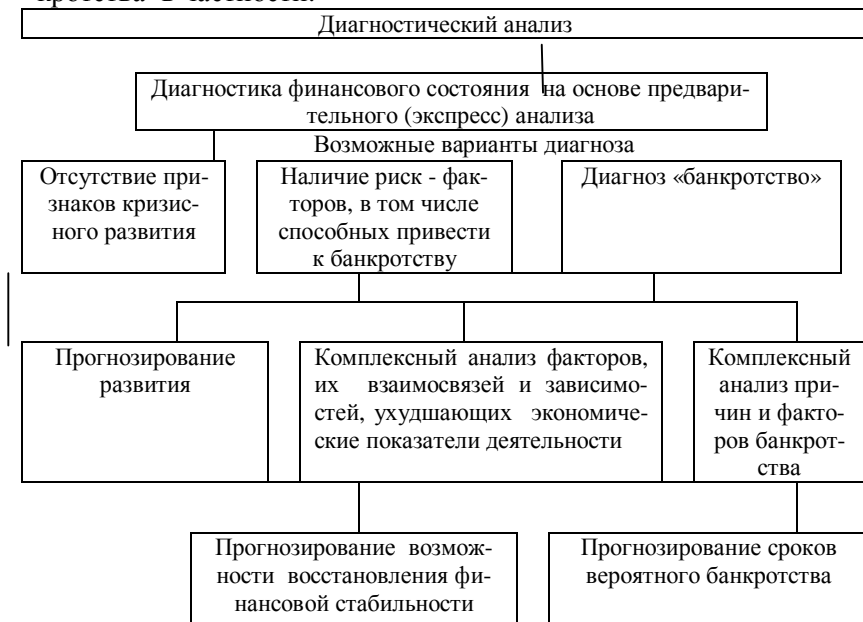 кротства в частности.
Диагностический анализ
Диагностика финансового состояния на основе предвари-
тельного (экспресс) анализа
Возможные варианты диагноза
Отсутствие при-
знаков кризис-
ного развития
Наличие риск - фак-
торов, в том числе
способных привести
к банкротству
Диагноз «банкротство»
Прогнозирование
развития
Комплексный анализ факторов,
их взаимосвязей и зависимо-
стей, ухудшающих экономиче-
ские показатели деятельности
Комплексный
анализ при-
чин и факто-
ров банкрот-
ства
Прогнозирование возмож-
ности восстановления фи-
нансовой стабильности
Прогнозирование сроков
вероятного банкротства